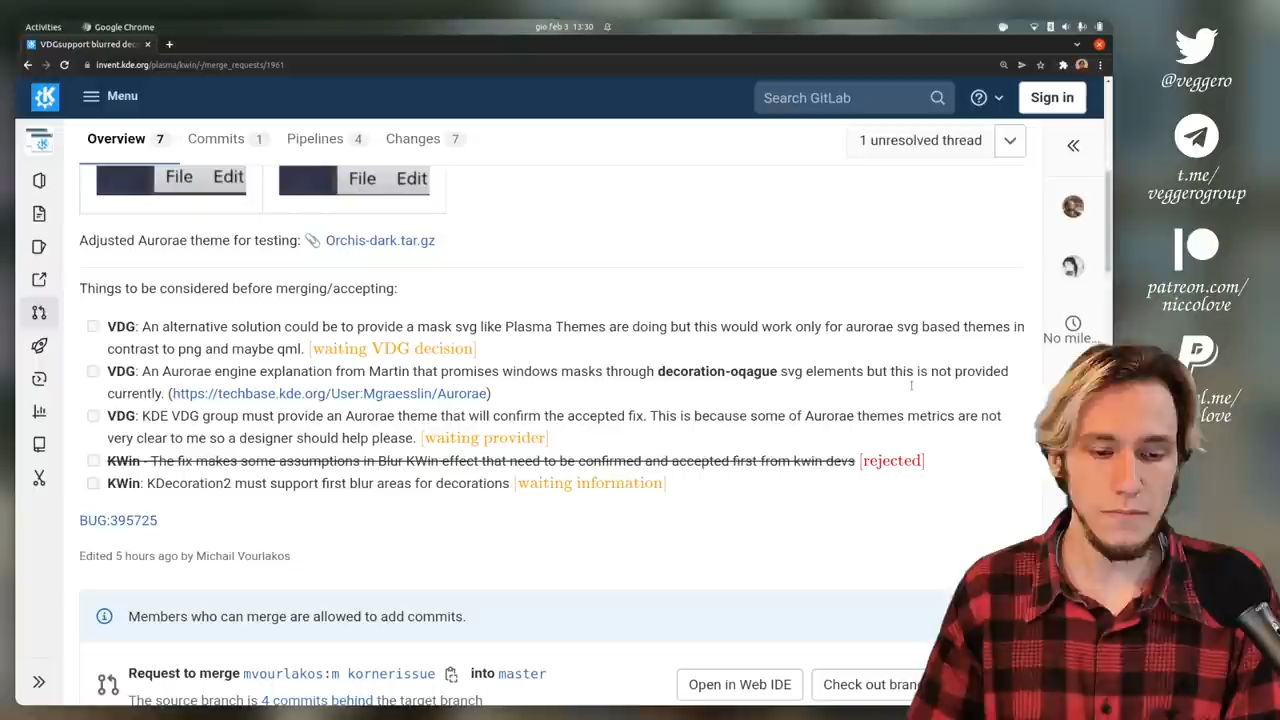 Activities
Google Chrome
gio feb 3 13:30
VDGsupport blurred dec
invent.kde.org/plasma/kwin/-/merge_requests/1961
Menu
Search GitLab
Sign in
Overview 7
Commits 1
Pipelines 4
Changes 7
1 unresolved thread
File Edit
File Edit
Adjusted Aurorae theme for testing: Orchis-dark.tar.gz
Things to be considered before merging/accepting:
VDG: An alternative solution could be to provide a mask svg like Plasma Themes are doing but this would work only for aurorae svg based themes in
contrast to png and maybe qml. [waiting VDG decision]
VDG: An Aurorae engine explanation from Martin that promises windows masks through decoration-oqague svg elements but this is not provided
currently. (https://techbase.kde.org/User:Mgraesslin/Aurorae)
VDG: KDE VDG group must provide an Aurorae theme that will confirm the accepted fix. This is because some of Aurorae themes metrics are not
very clear to me so a designer should help please. [waiting provider]
KWin - The fix makes some assumptions in Blur KWin effect that need to be confirmed and accepted first from kwin devs [rejected]
KWin: KDecoration2 must support first blur areas for decorations [waiting information]
BUG:395725
Edited 5 hours ago by Michail Vourlakos
Members who can merge are allowed to add commits.
Request to merge mvourlakos:m kornerissue into master
The source branch is 4 commits behind the target branch
Open in Web IDE
Check out bran
No mile...
@veggero
t.me/
veggerogroup
patreon.com/
niccolove